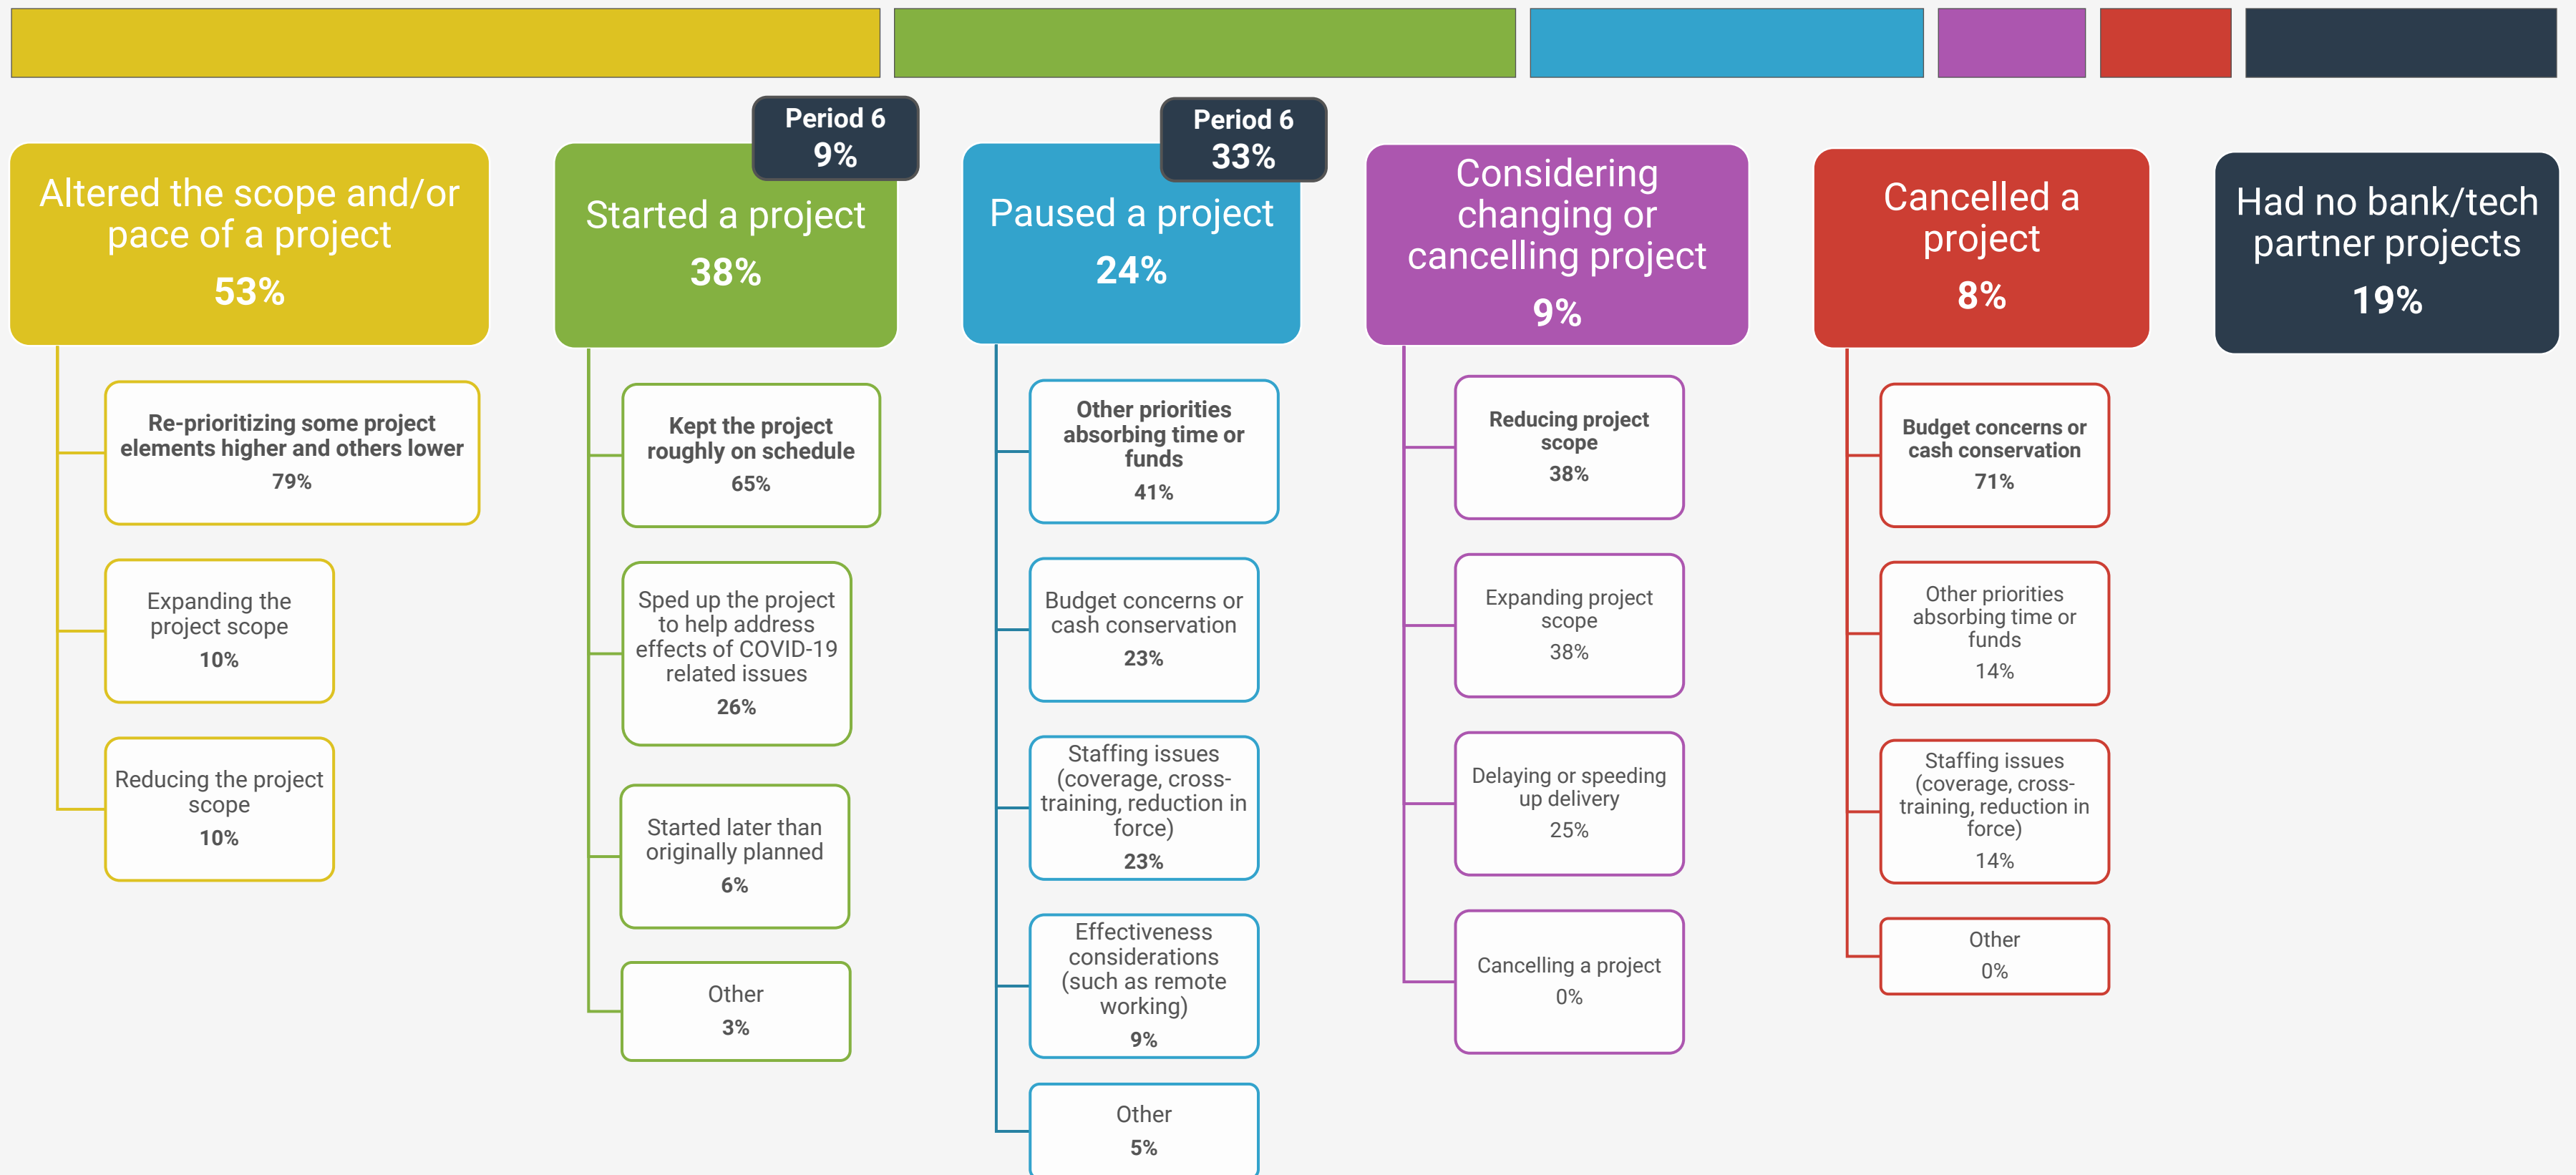 Altered the scope and/or
pace of a project
53%
Re-prioritizing some project
elements higher and others lower
79%
Expanding the
project scope
10%
Reducing the project
scope
10%
Period 6
9%
Started a project
38%
Kept the project
roughly on schedule
65%
Sped up the project
to help address
effects of COVID-19
related issues
26%
Started later than
originally planned
6%
Other
3%
Period 6
33%
Paused a project
24%
Other priorities
absorbing time or
funds
41%
Budget concerns or
cash conservation
23%
Staffing issues
(coverage, cross-
training, reduction in
force)
23%
Effectiveness
considerations
(such as remote
working)
9%
Other
5%
Considering
changing or
cancelling project
9%
Reducing project
scope
38%
Expanding project
scope
38%
Delaying or speeding
up delivery
25%
Cancelling a project
0%
Cancelled a
project
8%
Budget concerns or
cash conservation
71%
Other priorities
absorbing time or
funds
14%
Staffing issues
(coverage, cross-
training, reduction in
force)
14%
Other
0%
Had no bank/tech
partner projects
19%